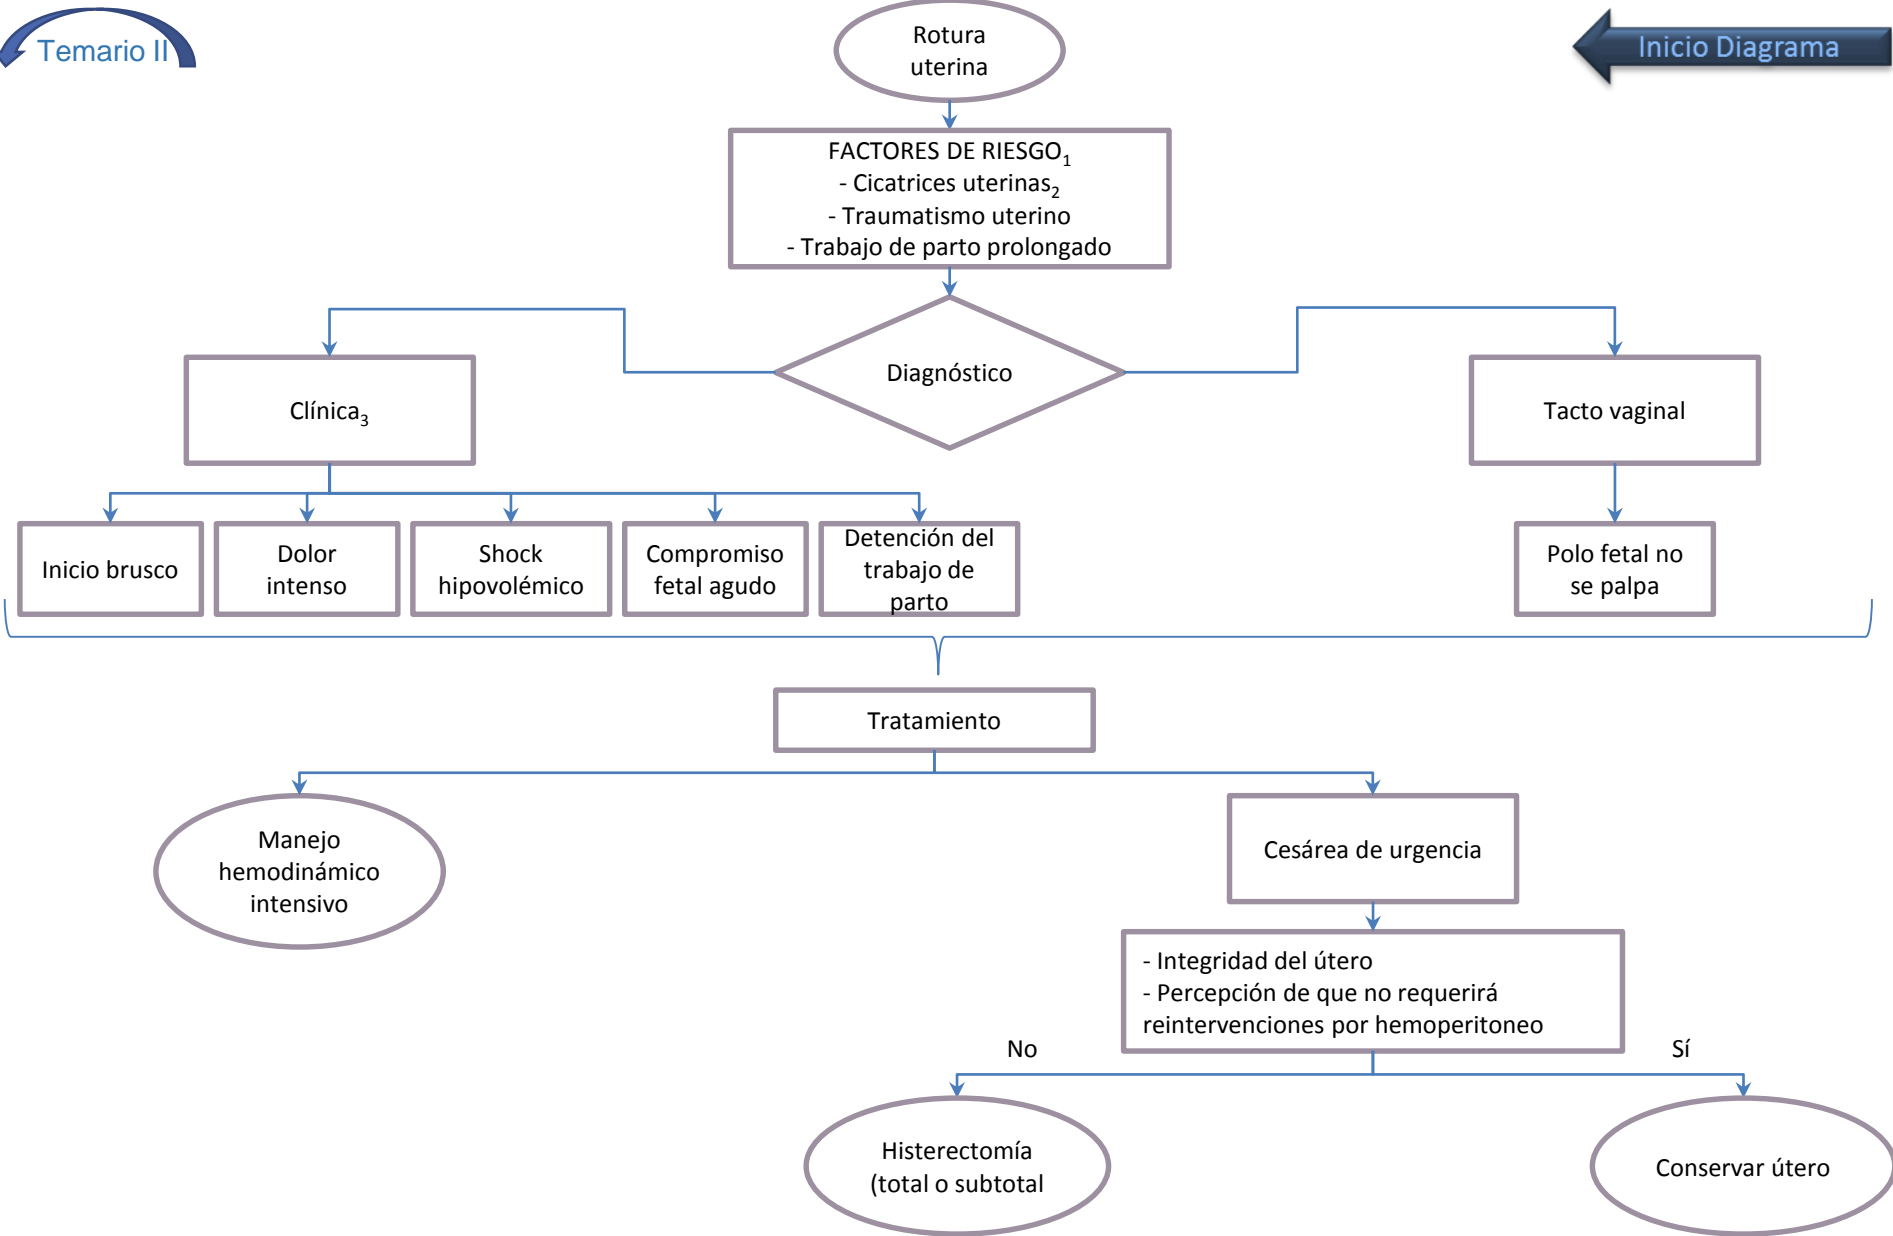 Temario II
Inicio Diagrama
Rotura
uterina
FACTORES DE RIESGO1
- Cicatrices uterinas2
- Traumatismo uterino
- Trabajo de parto prolongado
Diagnóstico
Clínica3
Tacto vaginal
Inicio brusco
Dolor
intenso
Shock
hipovolémico
Compromiso
fetal agudo
Detención del
trabajo de
parto
Polo fetal no
se palpa
Tratamiento
Manejo
hemodinámico
intensivo
Cesárea de urgencia
- Integridad del útero
- Percepción de que no requerirá
reintervenciones por hemoperitoneo
No
Sí
Histerectomía
(total o subtotal
Conservar útero